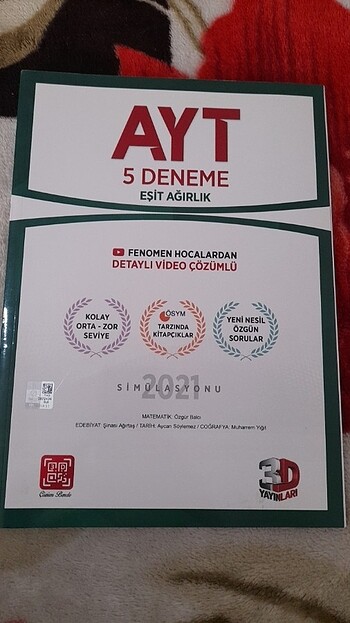 AYT
5 DENEME
EŞİT AĞIRLIK
FENOMEN HOCALARDAN
DETAYLI VİDEO ÇÖZÜMLÜ
KOLAY
ORTA - ZOR
SEVİYE
ÖSYM
TARZINDA
KİTAPÇIKLAR
YENİ NESİL
ÖZGÜN
SORULAR
2021
SİMÜLASYONU
MATEMATİK: Özgür Balcı
EDEBİYAT: Şinasi Ağırtaş / TARİH: Aycan Söylemez / COĞRAFYA: Muharrem Yiğit
Çözüm Bende
3D
YAYINLARI